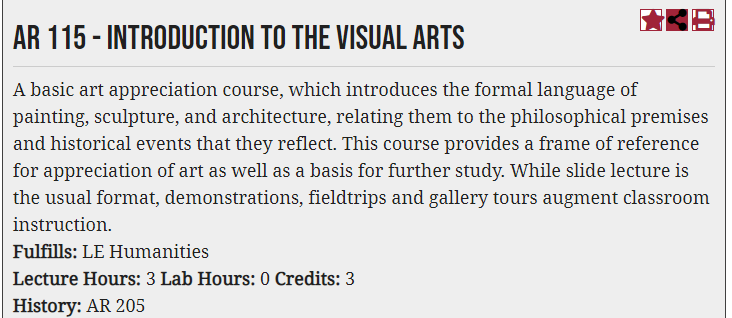 AR 115 - INTRODUCTION TO THE VISUAL ARTS
A basic art appreciation course, which introduces the formal language of
painting, sculpture, and architecture, relating them to the philosophical premises
and historical events that they reflect. This course provides a frame of reference
for appreciation of art as well as a basis for further study. While slide lecture is
the usual format, demonstrations, fieldtrips and gallery tours augment classroom
instruction.
Fulfills: LE Humanities
Lecture Hours: 3 Lab Hours: 0 Credits: 3
History: AR 205